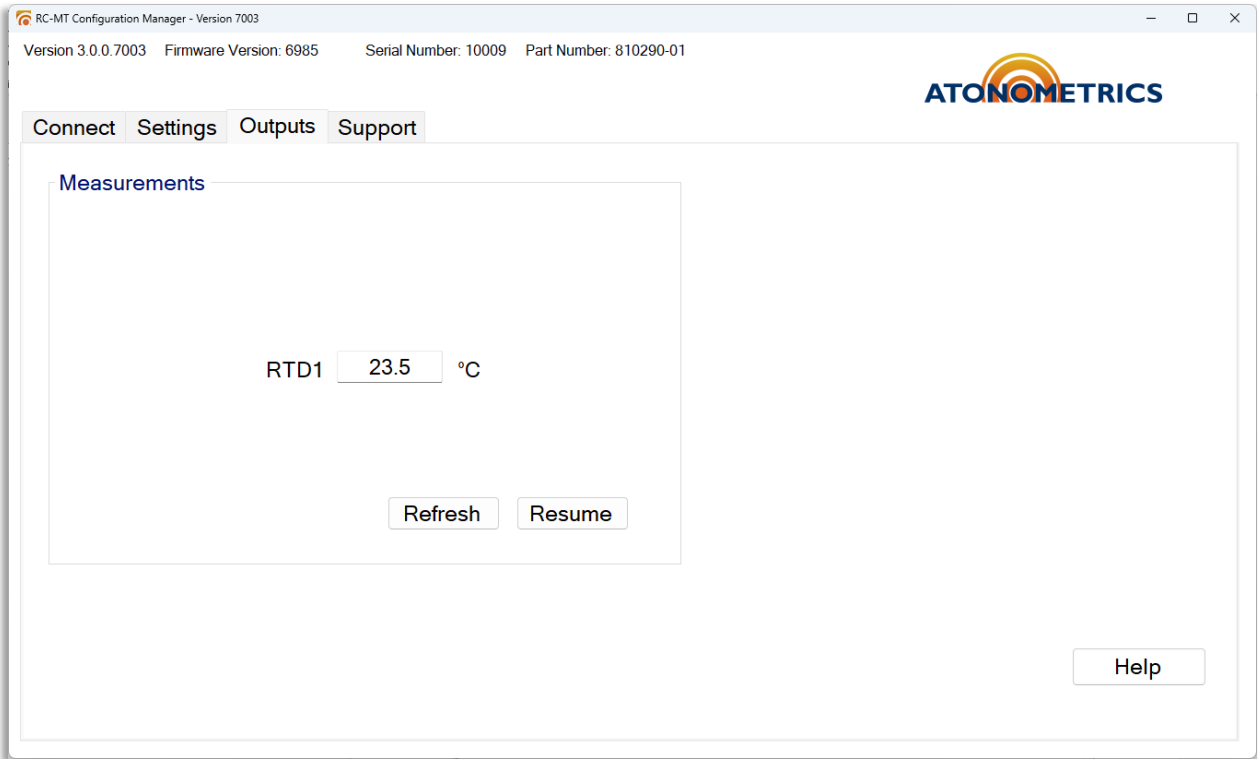 RC-MT Configuration Manager - Version 7003
Version 3.0.0.7003 Firmware Version: 6985 Serial Number: 10009 Part Number: 810290-01
ATONOMETRICS
Connect Settings Outputs Support
Measurements
RTD1 23.5 °C
Refresh Resume
Help